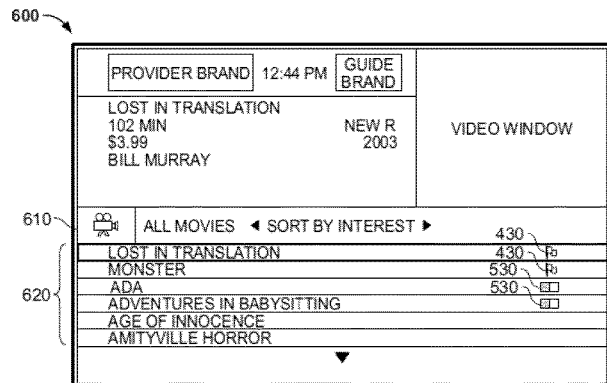 600
PROVIDER BRAND 12:44 PM GUIDE BRAND
LOST IN TRANSLATION
102 MIN NEW R
$3.99 2003
BILL MURRAY
VIDEO WINDOW
610
ALL MOVIES ◀ SORT BY INTEREST ▶
430
LOST IN TRANSLATION 430
MONSTER 530
ADA 530
ADVENTURES IN BABYSITTING
620
AGE OF INNOCENCE
AMITYVILLE HORROR